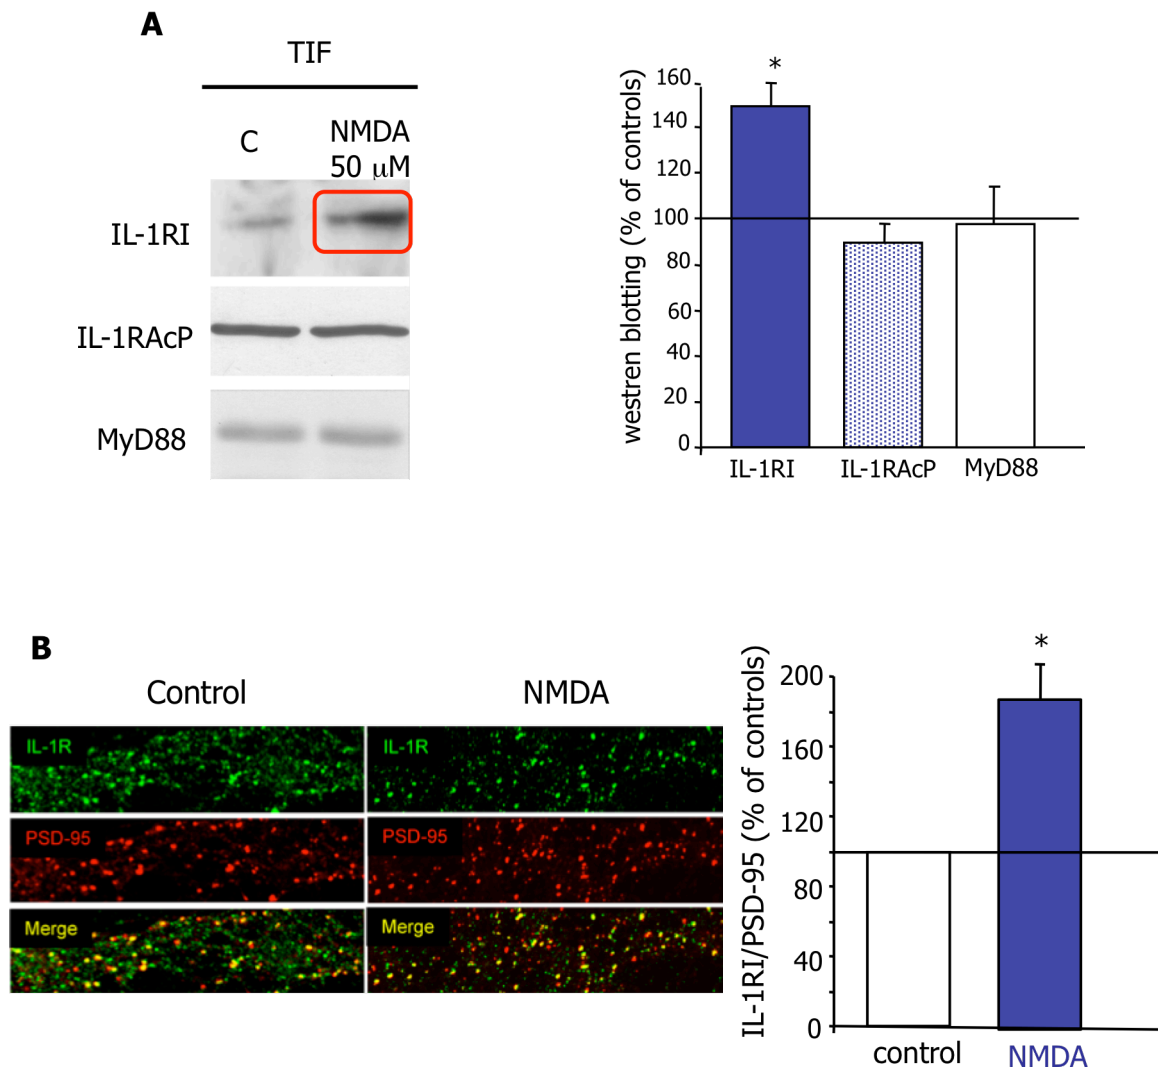 A
TIF
C
NMDA
50 μM
IL-1RI
IL-1RAcP
MyD88
westren blotting (% of controls)
160
140
120
100
80
60
40
20
0
*
IL-1RI
IL-1RAcP
MyD88
B
Control
NMDA
IL-1R
IL-1R
PSD-95
PSD-95
Merge
Merge
IL-1RI/PSD-95 (% of controls)
200
160
120
80
40
0
*
control
NMDA